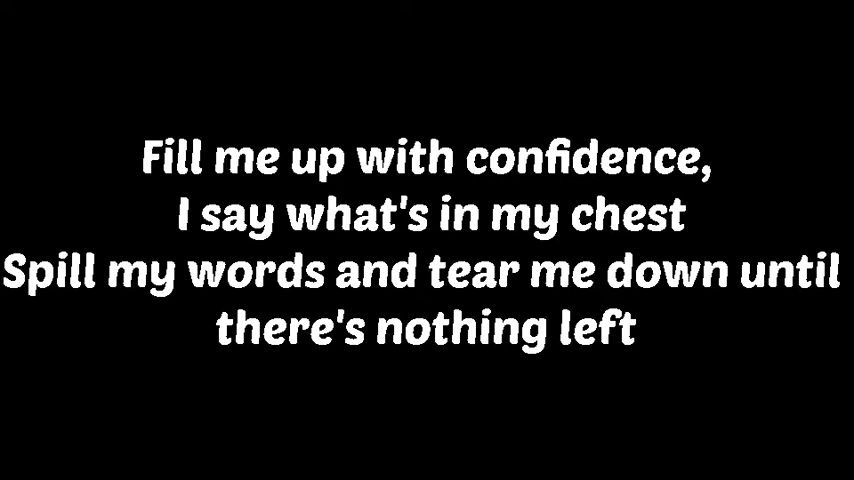 Fill me up with confidence,
I say what's in my chest
Spill my words and tear me down until
there's nothing left